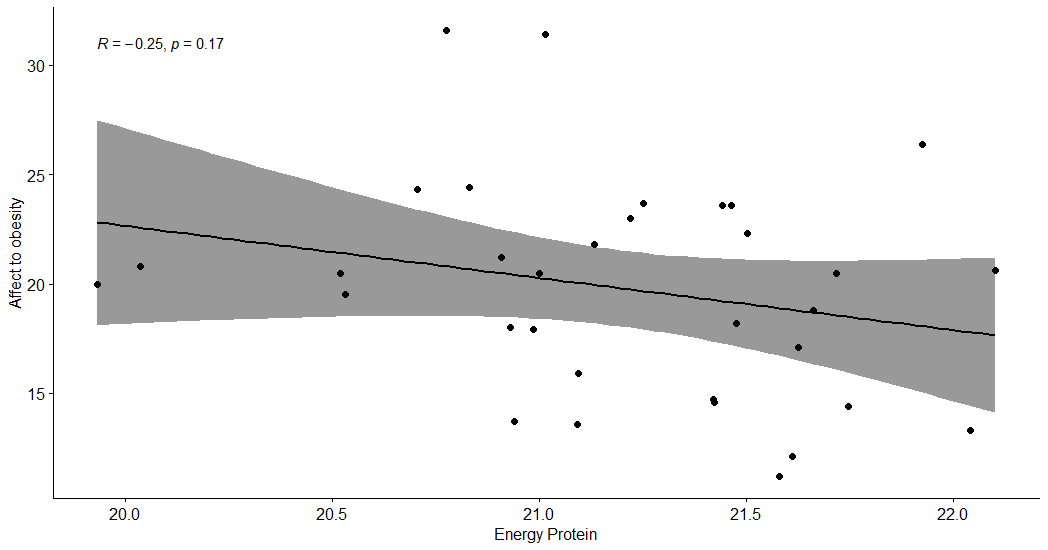 R = −0.25, p = 0.17
30
25
20
15
Affect to obesity
20.0 20.5 21.0 21.5 22.0
Energy Protein